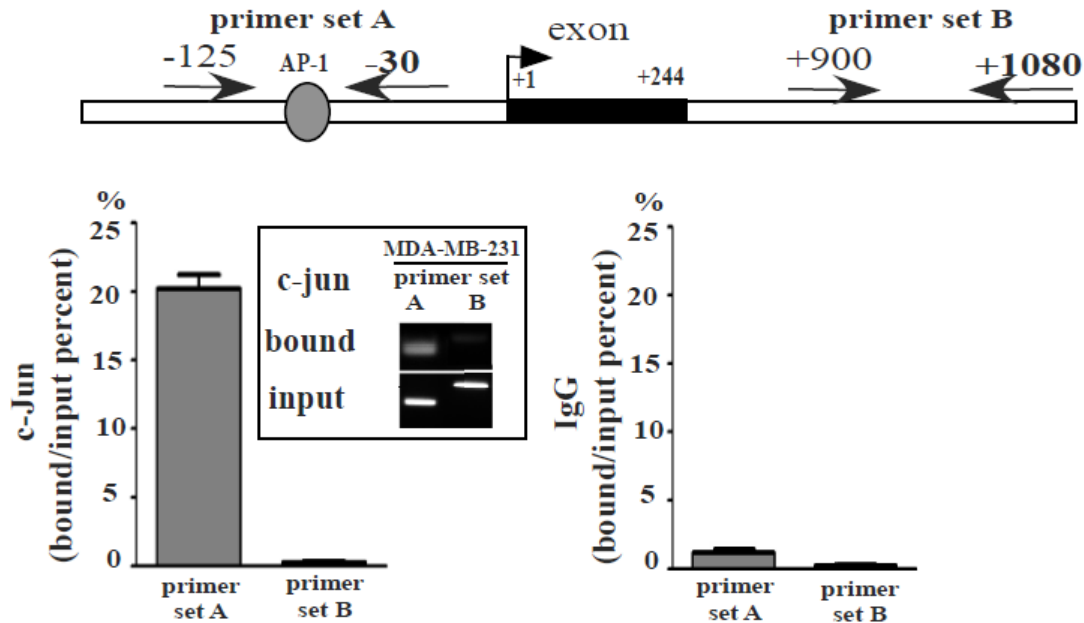 primer set A
primer set B
-125
AP-1
–30
exon
+1
+244
+900
+1080
%
25
20
15
10
5
0
c-Jun
(bound/input percent)
primer
set A
primer
set B
MDA-MB-231
c-jun
primer set
A B
bound
input
%
25
20
15
10
5
0
IgG
(bound/input percent)
primer
set A
primer
set B